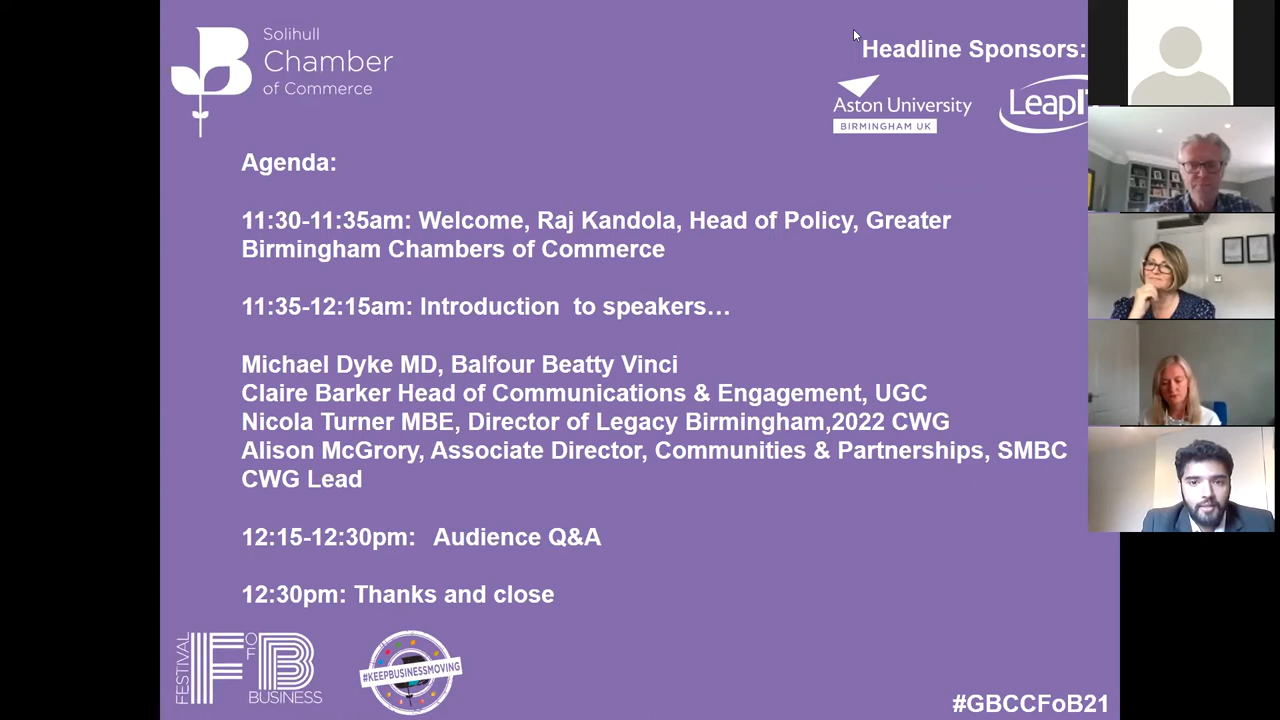 Solihull
Chamber
of Commerce
Headline Sponsors:
Aston University
BIRMINGHAM UK
LeapIT
Agenda:
11:30-11:35am: Welcome, Raj Kandola, Head of Policy, Greater
Birmingham Chambers of Commerce
11:35-12:15am: Introduction to speakers…
Michael Dyke MD, Balfour Beatty Vinci
Claire Barker Head of Communications & Engagement, UGC
Nicola Turner MBE, Director of Legacy Birmingham,2022 CWG
Alison McGrory, Associate Director, Communities & Partnerships, SMBC
CWG Lead
12:15-12:30pm: Audience Q&A
12:30pm: Thanks and close
FESTIVAL
OF
FB
BUSINESS
#KEEPBUSINESSMOVING
#GBCCFoB21